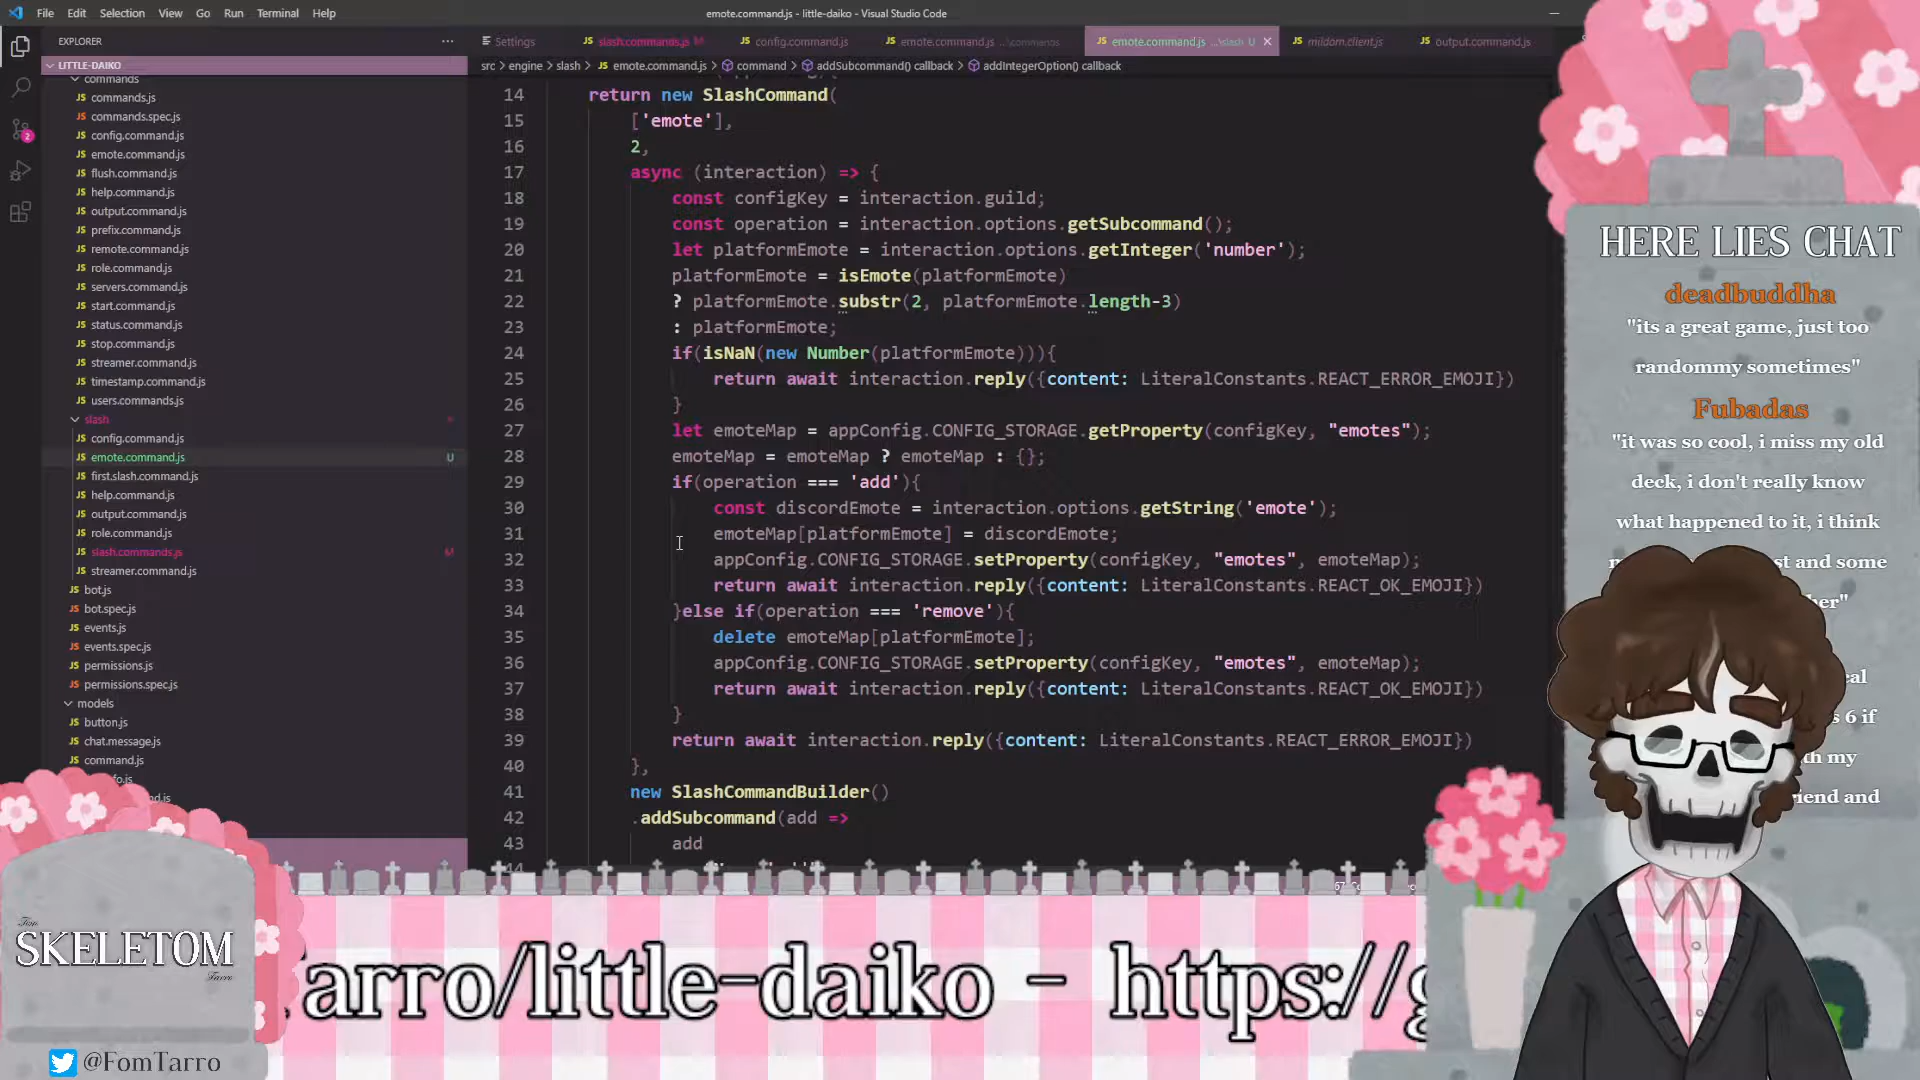 File Edit Selection View Go Run Terminal Help
emote.command.js - little-daiko - Visual Studio Code
EXPLORER
LITTLE-DAIKO
commands
commands.js
commands.spec.js
config.command.js
emote.command.js
flush.command.js
help.command.js
output.command.js
prefix.command.js
remote.command.js
role.command.js
servers.command.js
start.command.js
status.command.js
stop.command.js
streamer.command.js
timestamp.command.js
users.commands.js
slash
config.command.js
emote.command.js U
first.slash.command.js
help.command.js
output.command.js
role.command.js
slash.commands.js M
streamer.command.js
bot.js
bot.spec.js
events.js
events.spec.js
permissions.js
permissions.spec.js
models
button.js
chat.message.js
command.js
Settings
slash.commands.js M
config.command.js
emote.command.js ...\commands
emote.command.js ...\slash U
mildom.client.js
output.command.js
src > engine > slash > JS emote.command.js > command > addSubcommand() callback > addIntegerOption() callback
14 return new SlashCommand(
15 ['emote'],
16 2,
17 async (interaction) => {
18 const configKey = interaction.guild;
19 const operation = interaction.options.getSubcommand();
20 let platformEmote = interaction.options.getInteger('number');
21 platformEmote = isEmote(platformEmote)
22 ? platformEmote.substr(2, platformEmote.length-3)
23 : platformEmote;
24 if(isNaN(new Number(platformEmote))){
25 return await interaction.reply({content: LiteralConstants.REACT_ERROR_EMOJI})
26 }
27 let emoteMap = appConfig.CONFIG_STORAGE.getProperty(configKey, "emotes");
28 emoteMap = emoteMap ? emoteMap : {};
29 if(operation === 'add'){
30 const discordEmote = interaction.options.getString('emote');
31 emoteMap[platformEmote] = discordEmote;
32 appConfig.CONFIG_STORAGE.setProperty(configKey, "emotes", emoteMap);
33 return await interaction.reply({content: LiteralConstants.REACT_OK_EMOJI})
34 }else if(operation === 'remove'){
35 delete emoteMap[platformEmote];
36 appConfig.CONFIG_STORAGE.setProperty(configKey, "emotes", emoteMap);
37 return await interaction.reply({content: LiteralConstants.REACT_OK_EMOJI})
38 }
39 return await interaction.reply({content: LiteralConstants.REACT_ERROR_EMOJI})
40 },
41 new SlashCommandBuilder()
42 .addSubcommand(add =>
43 add
HERE LIES CHAT
deadbuddha
"its a great game, just too
randommy sometimes"
Fubadas
"it was so cool, i miss my old
deck, i don't really know
what happened to it, i think
st and some
her"
al
s 6 if
th my
friend and
Tom
SKELETOM
Tarro
@FomTarro
arro/little-daiko - https://g